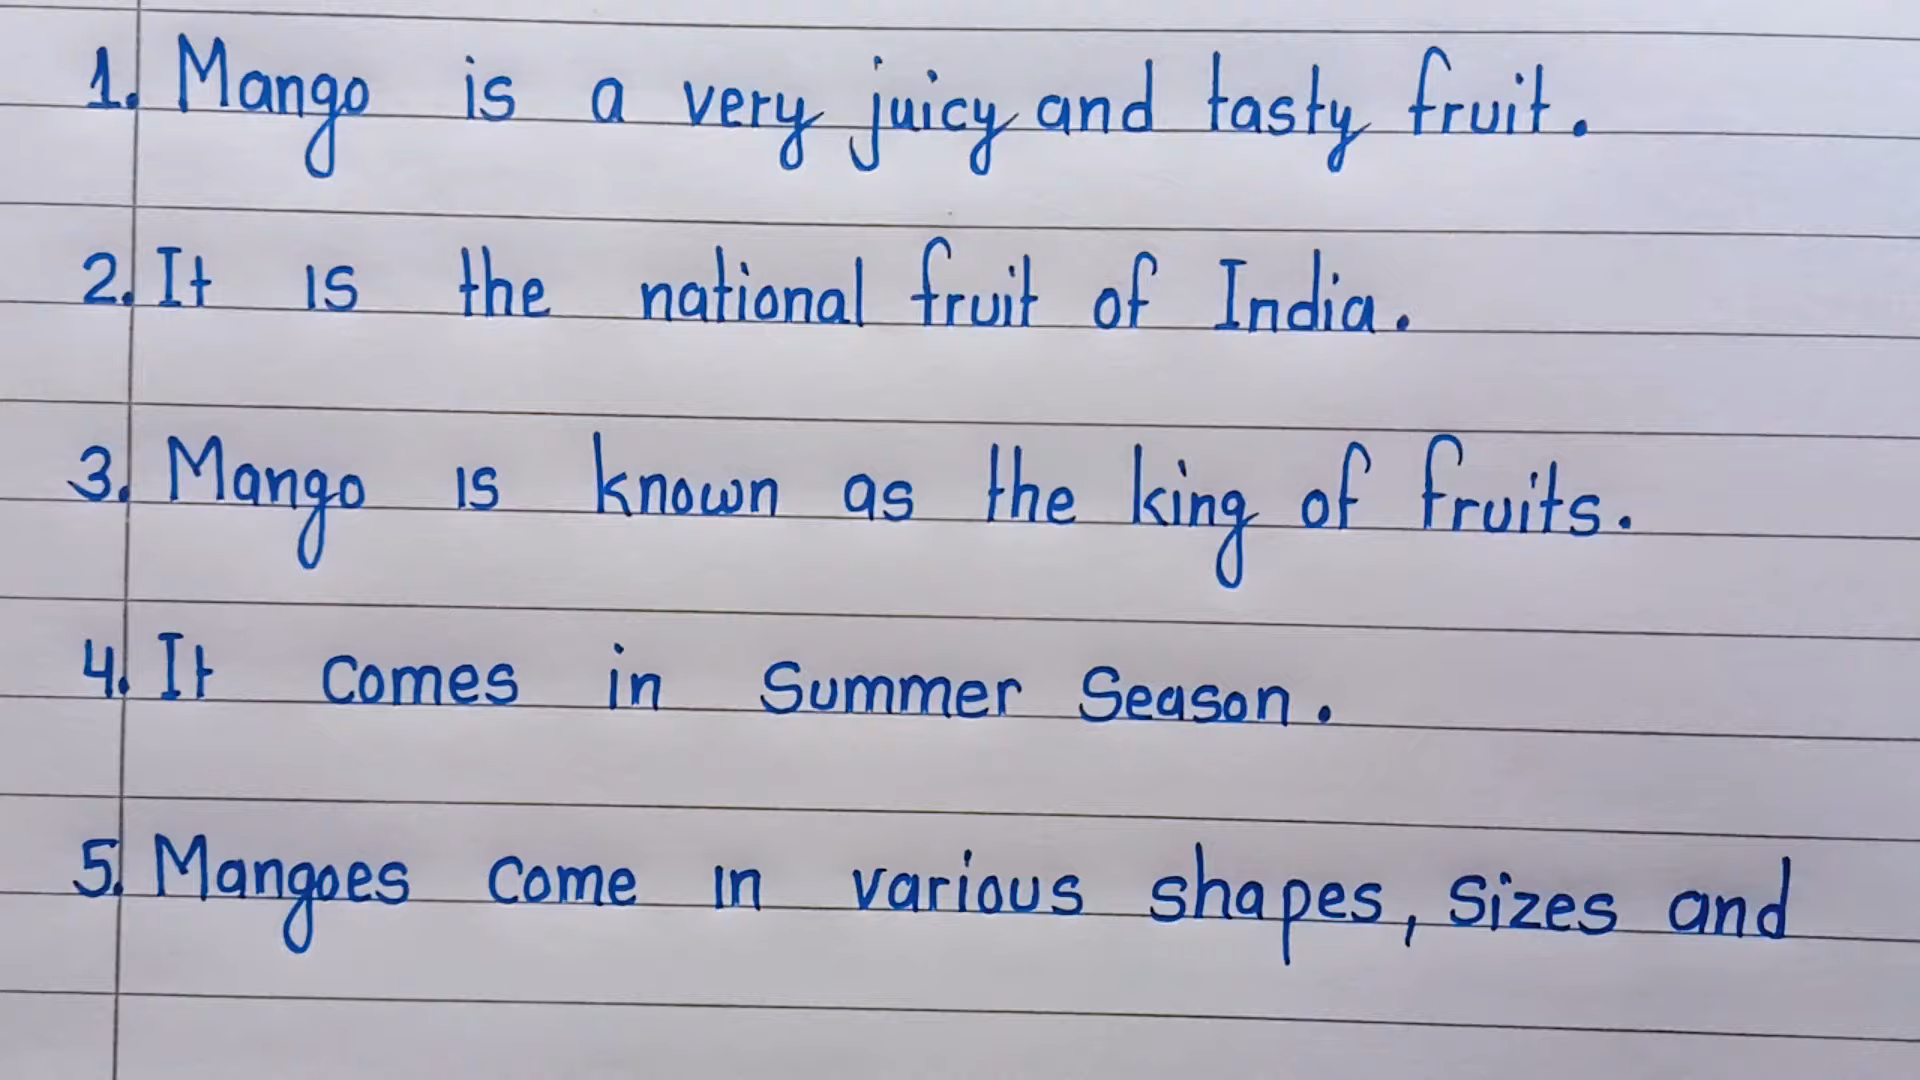 1. Mango is a very juicy and tasty fruit.
2. It is the national fruit of India.
3. Mango is known as the king of fruits.
4. It comes in Summer Season.
5. Mangoes come in various shapes, sizes and